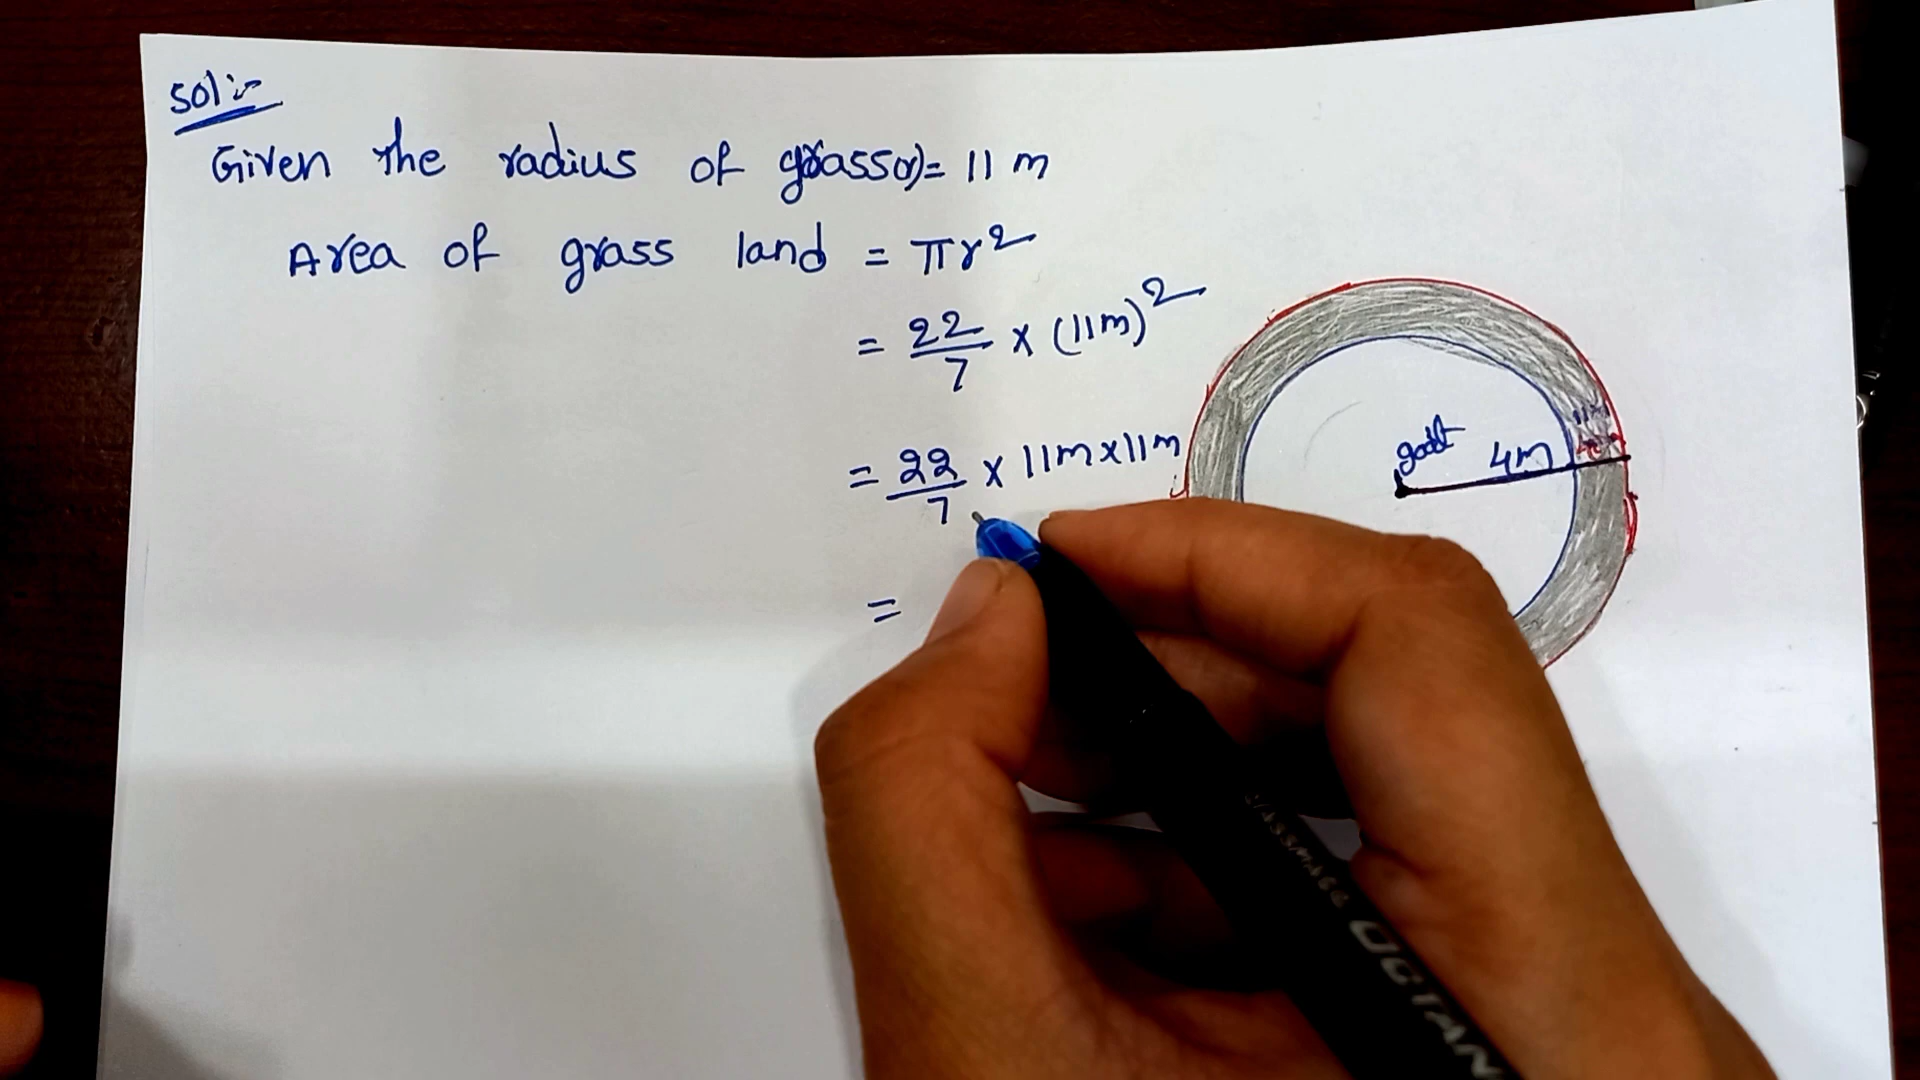 Sol:-
Given the radius of grass(r)= 11 m
Area of grass land = πr²
= 22/7 × (11m)²
= 22/7 × 11m×11m
=
4m
OCTANE